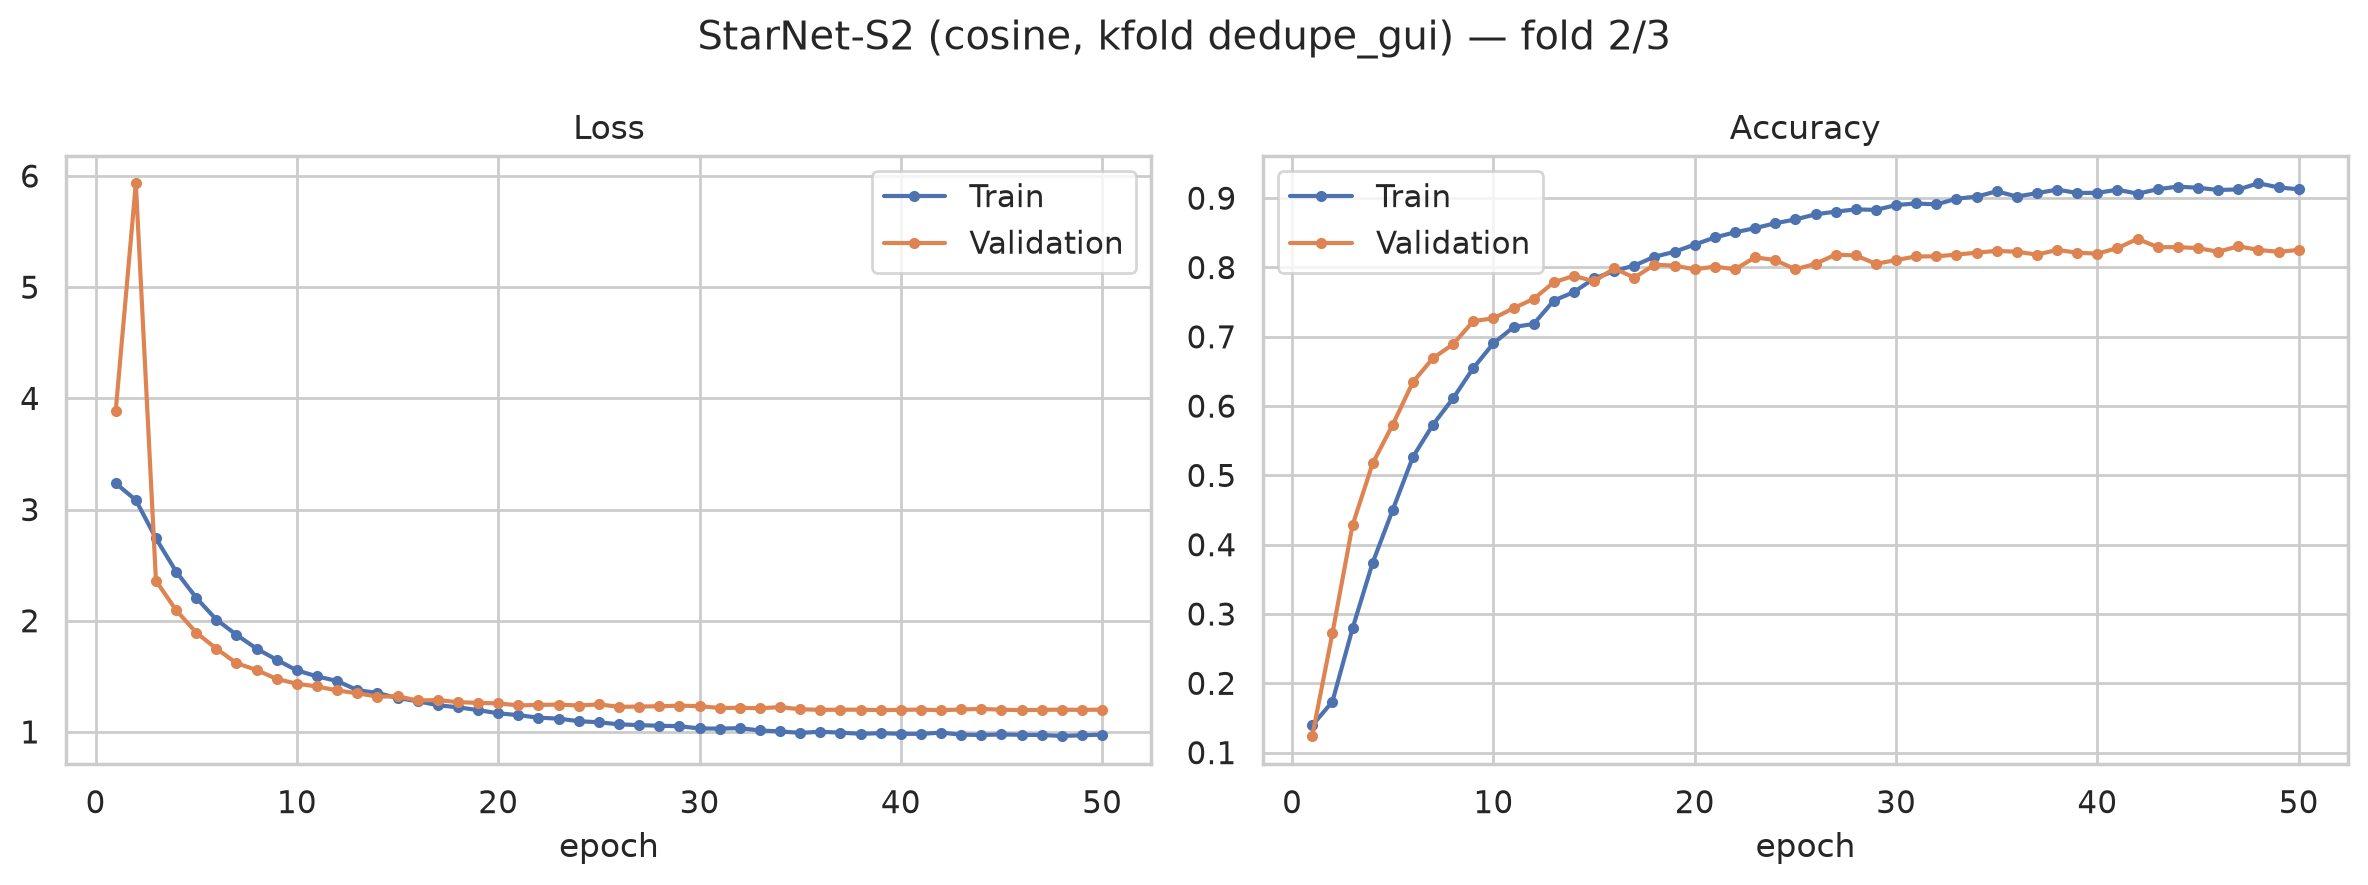 StarNet-S2 (cosine, kfold dedupe_gui) — fold 2/3
Loss
6
5
4
3
2
1
0 10 20 30 40 50
epoch
Train
Validation
Accuracy
0.9
0.8
0.7
0.6
0.5
0.4
0.3
0.2
0.1
0 10 20 30 40 50
epoch
Train
Validation